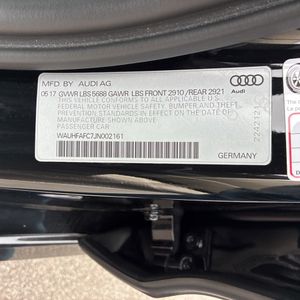 MFD BY: AUDI AG
05 17 GVWR LBS 5688 GAWR LBS FRONT 2910 /REAR 2921
THIS VEHICLE CONFORMS TO ALL APPLICABLE U.S.
FEDERAL SAFETY, BUMPER AND THEFT
PREVENTION STANDARDS IN EFFECT ON THE
DATE OF MANUFACTURE SHOWN ABOVE.
PASSENGER CAR
WAUHFAFC7JN002161
Audi
GERMANY